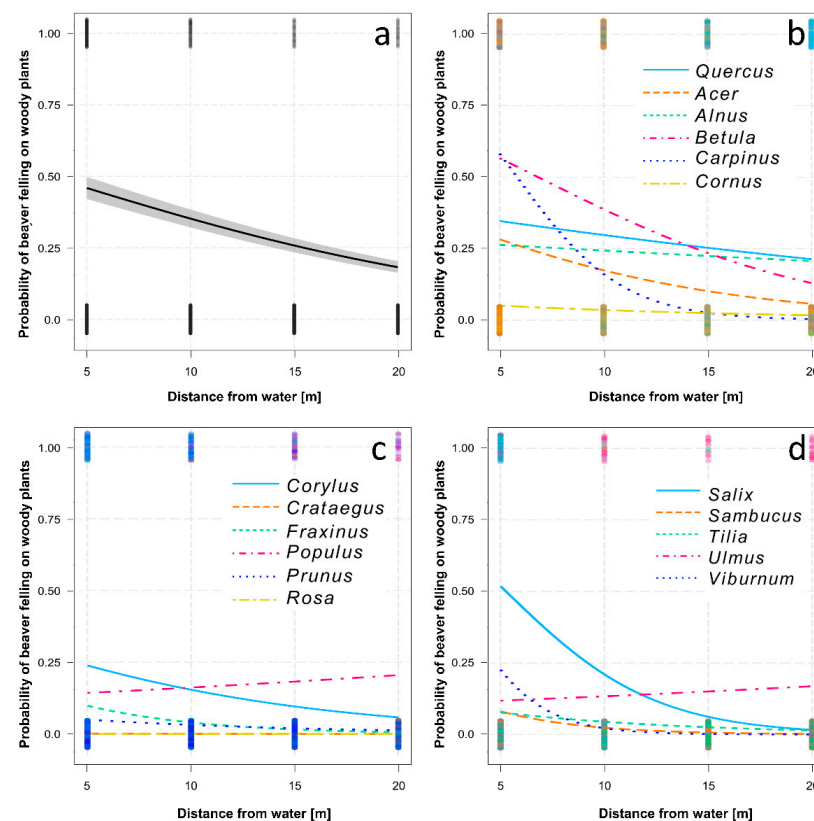 a
Probability of beaver felling on woody plants
1.00
0.75
0.50
0.25
0.0
5
10
15
20
Distance from water [m]
b
Probability of beaver felling on woody plants
1.00
0.75
0.50
0.25
0.0
Quercus
Acer
Alnus
Betula
Carpinus
Cornus
5
10
15
20
Distance from water [m]
c
Probability of beaver felling on woody plants
1.00
0.75
0.50
0.25
0.0
Corylus
Crataegus
Fraxinus
Populus
Prunus
Rosa
5
10
15
20
Distance from water [m]
d
Probability of beaver felling on woody plants
1.00
0.75
0.50
0.25
0.0
Salix
Sambucus
Tilia
Ulmus
Viburnum
5
10
15
20
Distance from water [m]